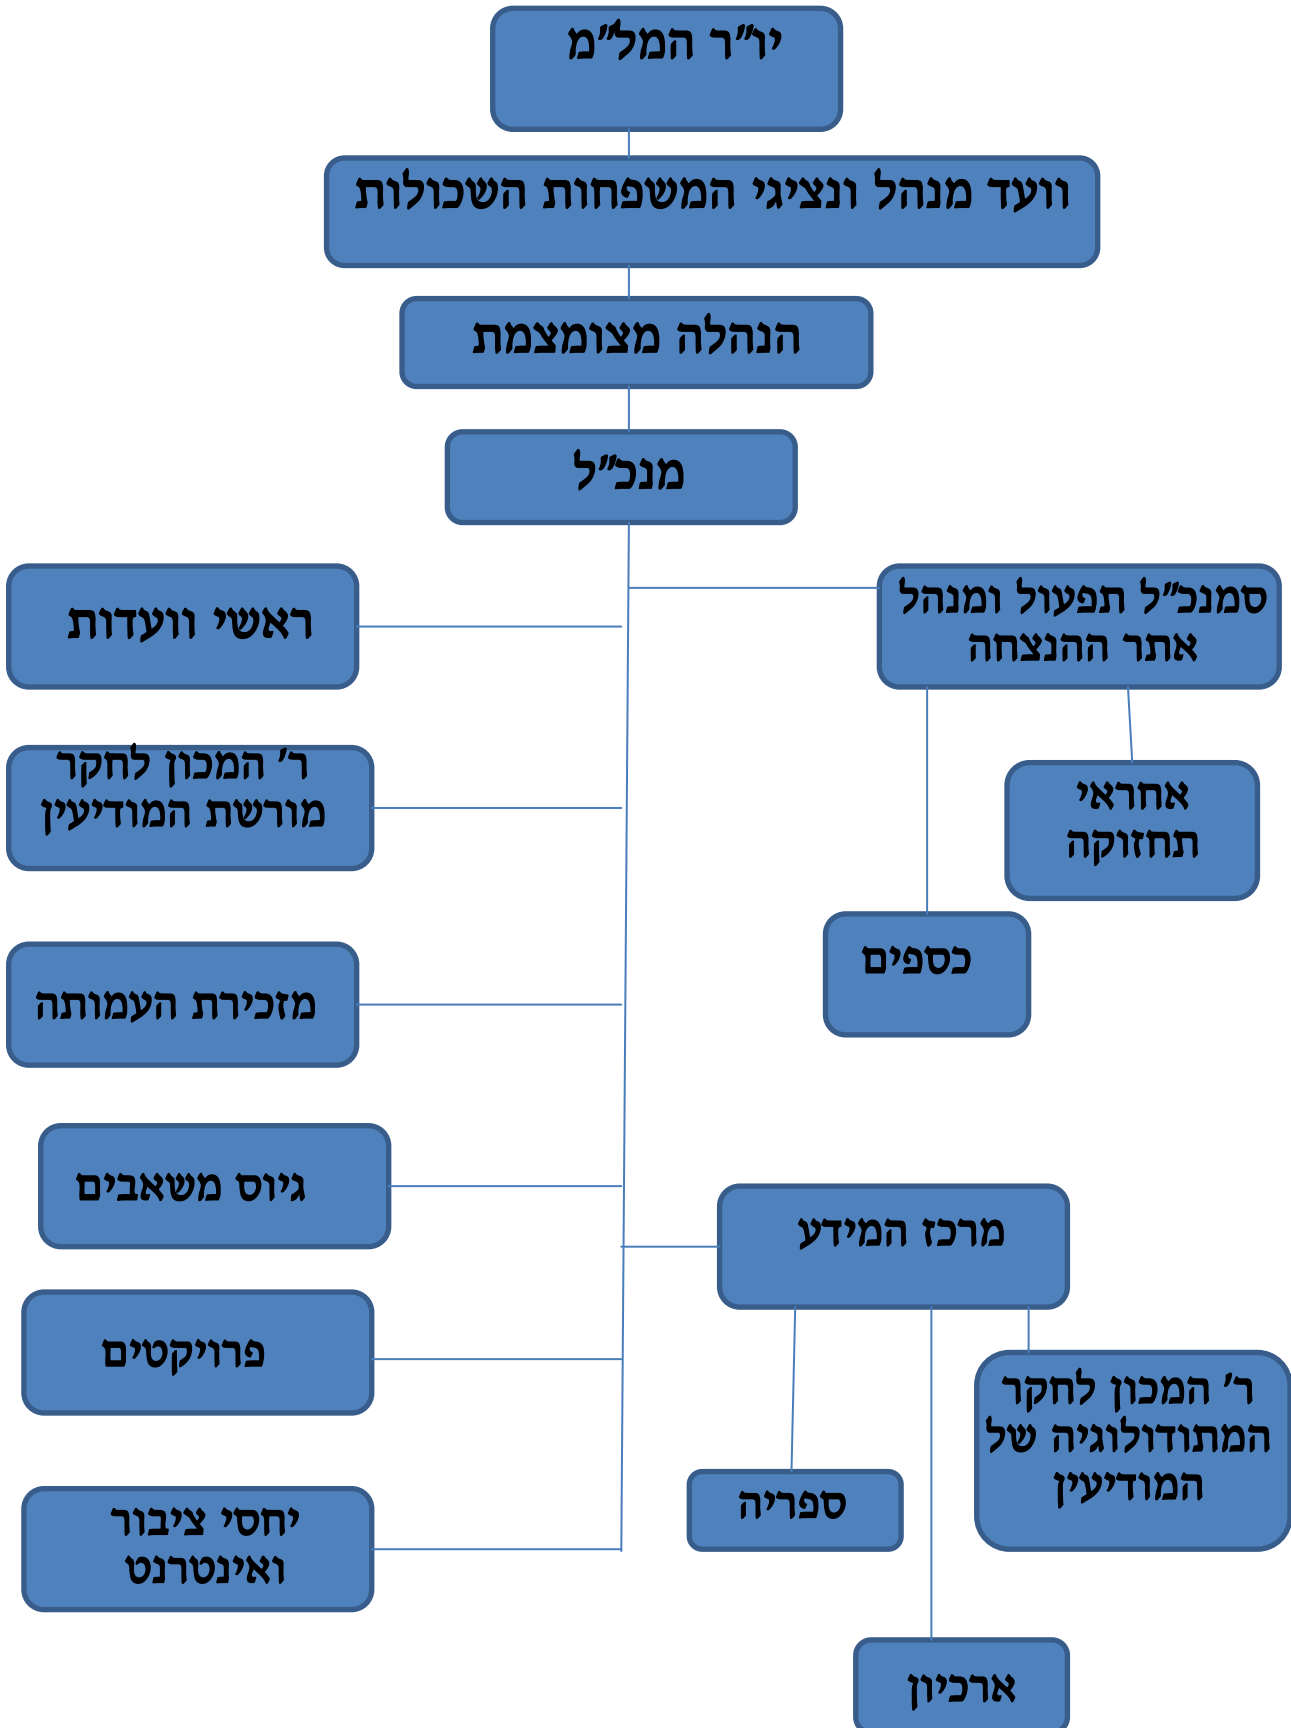 יו"ר המל"מ
וועד מנהל ונציגי המשפחות השכולות
הנהלה מצומצמת
מנכ"ל
סמנכ"ל תפעול ומנהל
אתר ההנצחה
אחראי
תחזוקה
כספים
ראשי וועדות
ר' המכון לחקר
מורשת המודיעין
מזכירת העמותה
גיוס משאבים
מרכז המידע
ר' המכון לחקר
המתודולוגיה של
המודיעין
ספריה
ארכיון
פרויקטים
יחסי ציבור
ואינטרנט